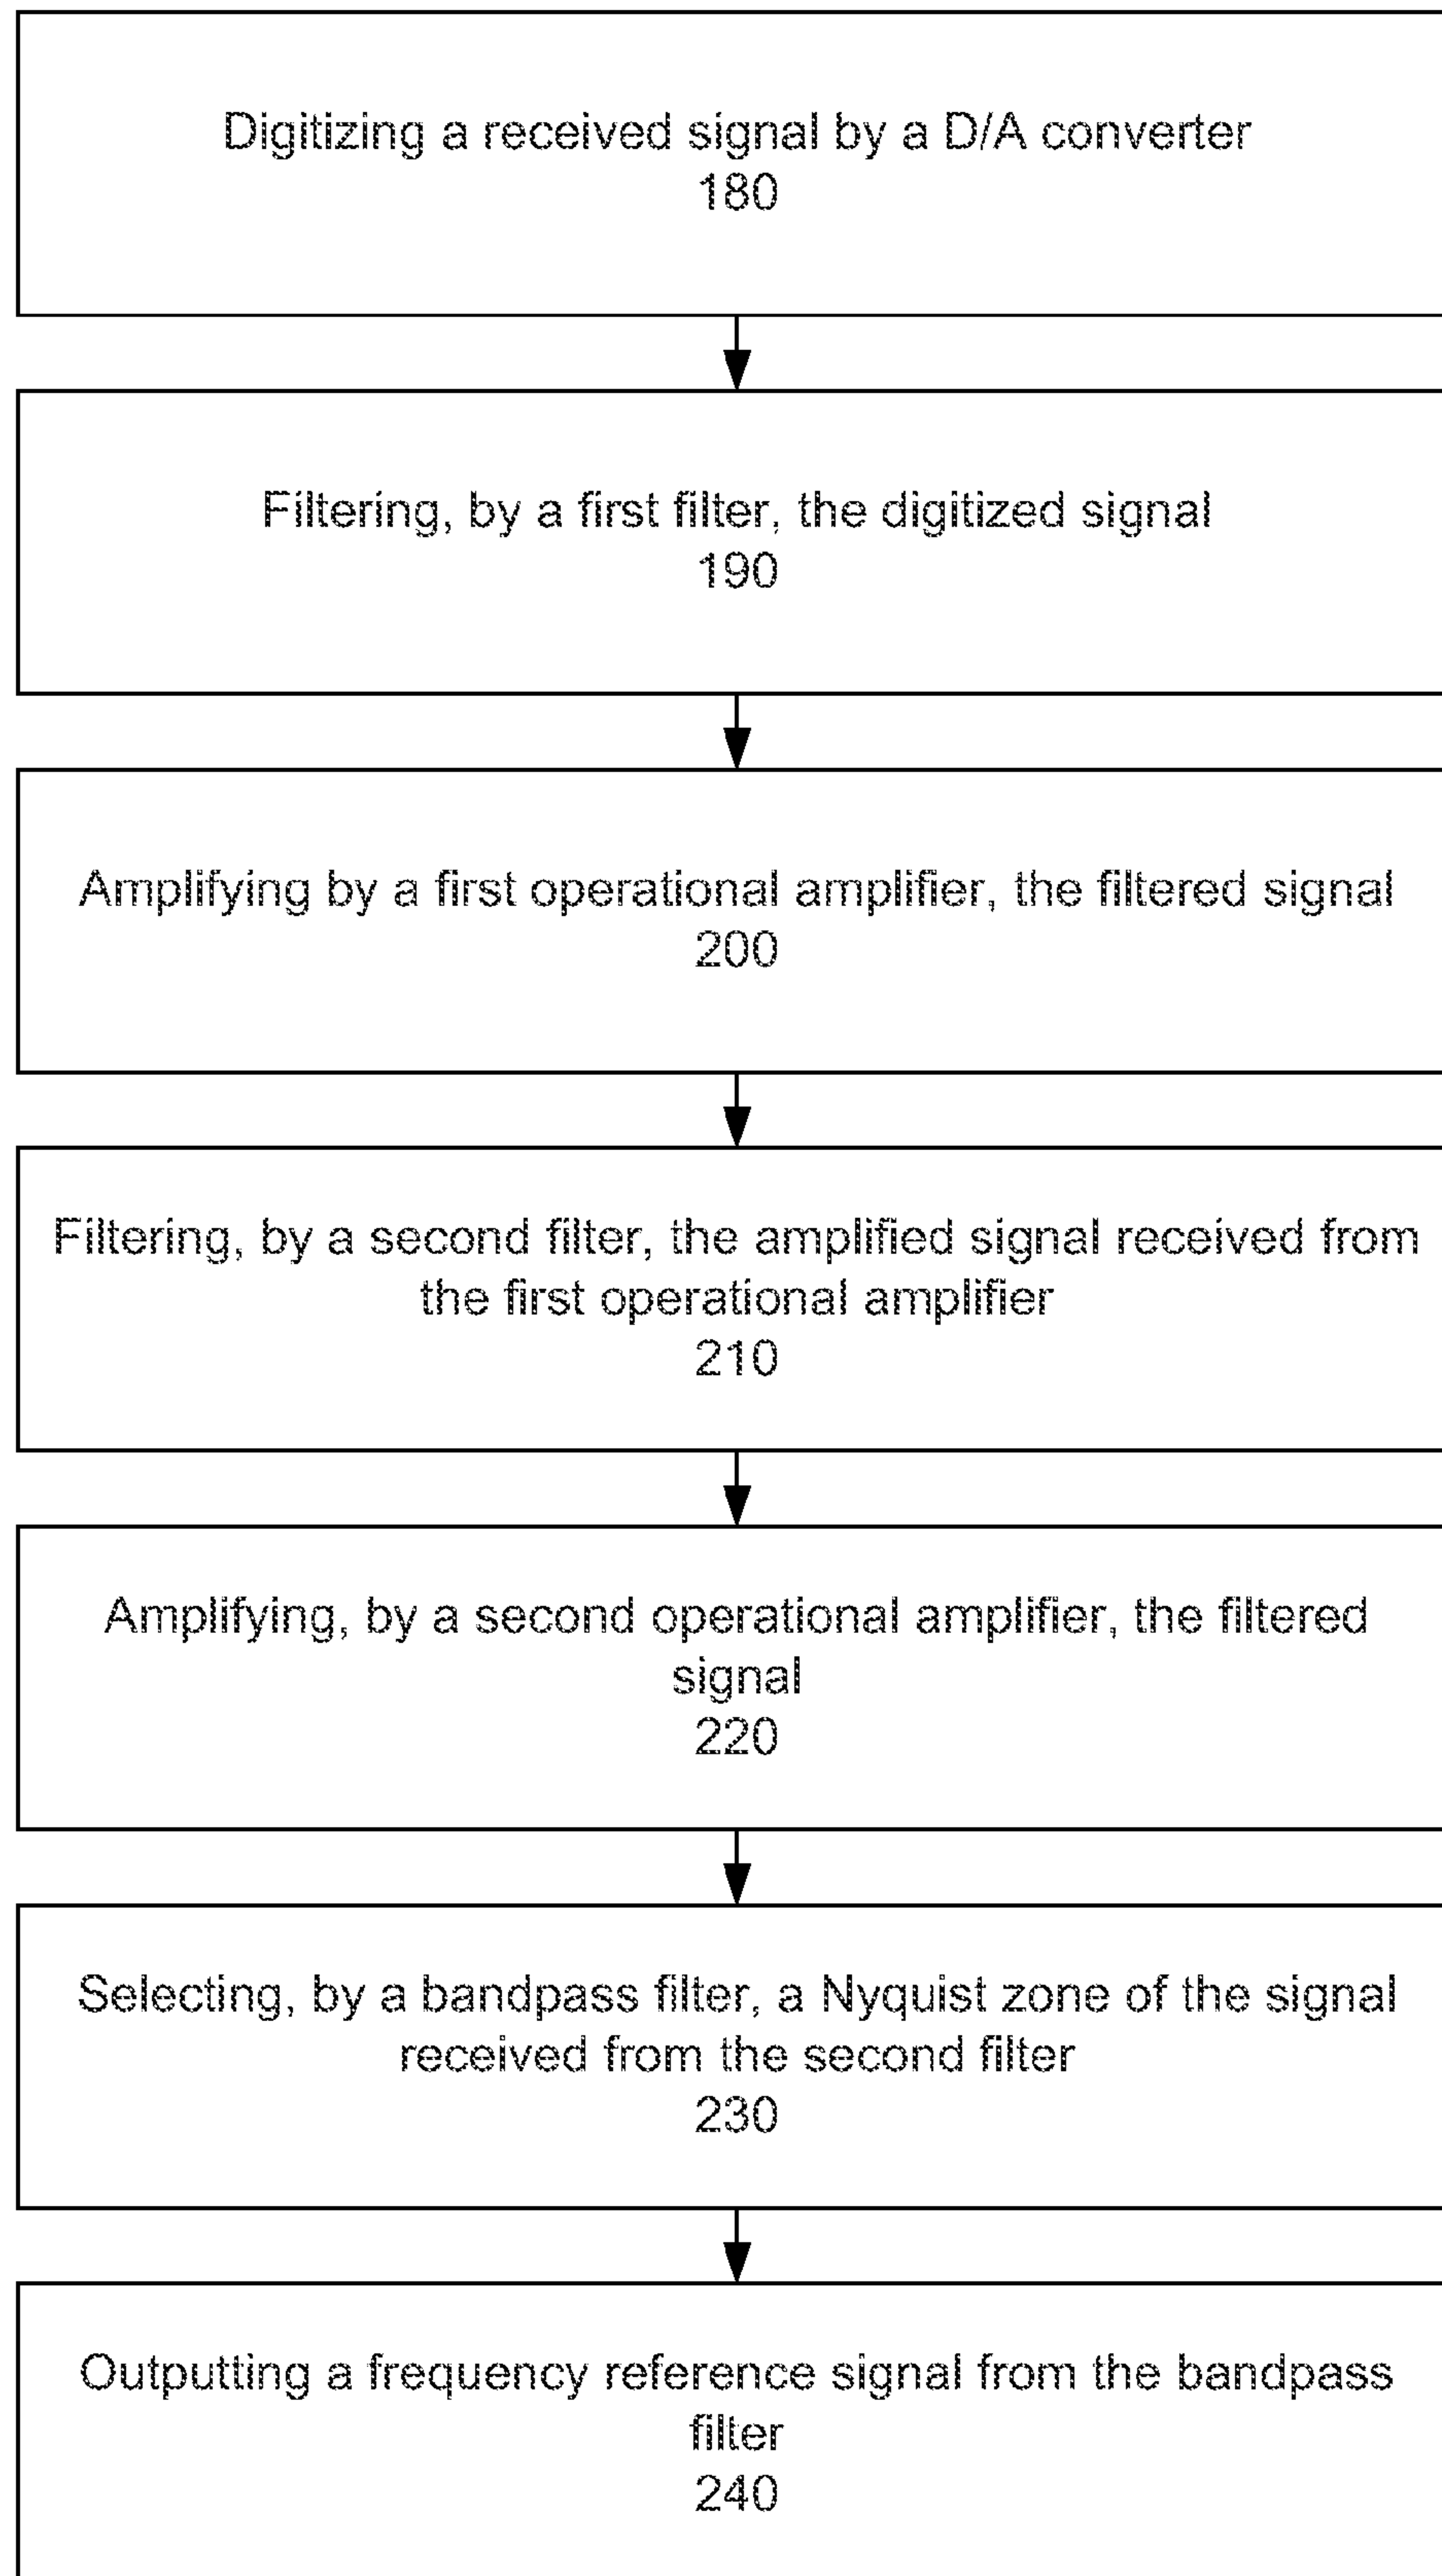 Digitizing a received signal by a D/A converter
180
Filtering, by a first filter, the digitized signal
190
Amplifying by a first operational amplifier, the filtered signal
200
Filtering, by a second filter, the amplified signal received from
the first operational amplifier
210
Amplifying, by a second operational amplifier, the filtered
signal
220
Selecting, by a bandpass filter, a Nyquist zone of the signal
received from the second filter
230
Outputting a frequency reference signal from the bandpass
filter
240